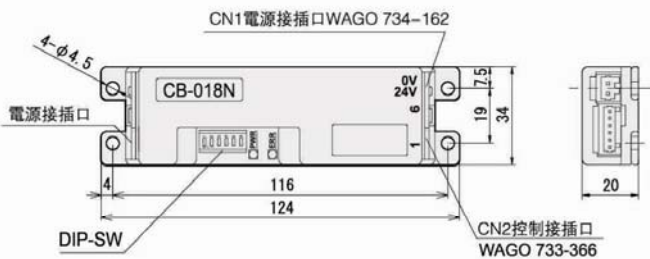 CN1電源接插口WAGO 734-162
4-φ4.5
CB-018N
0V
24V
6
1
7.5
19
34
電源接插口
PWR
ERR
4
116
124
20
DIP-SW
CN2控制接插口
WAGO 733-366